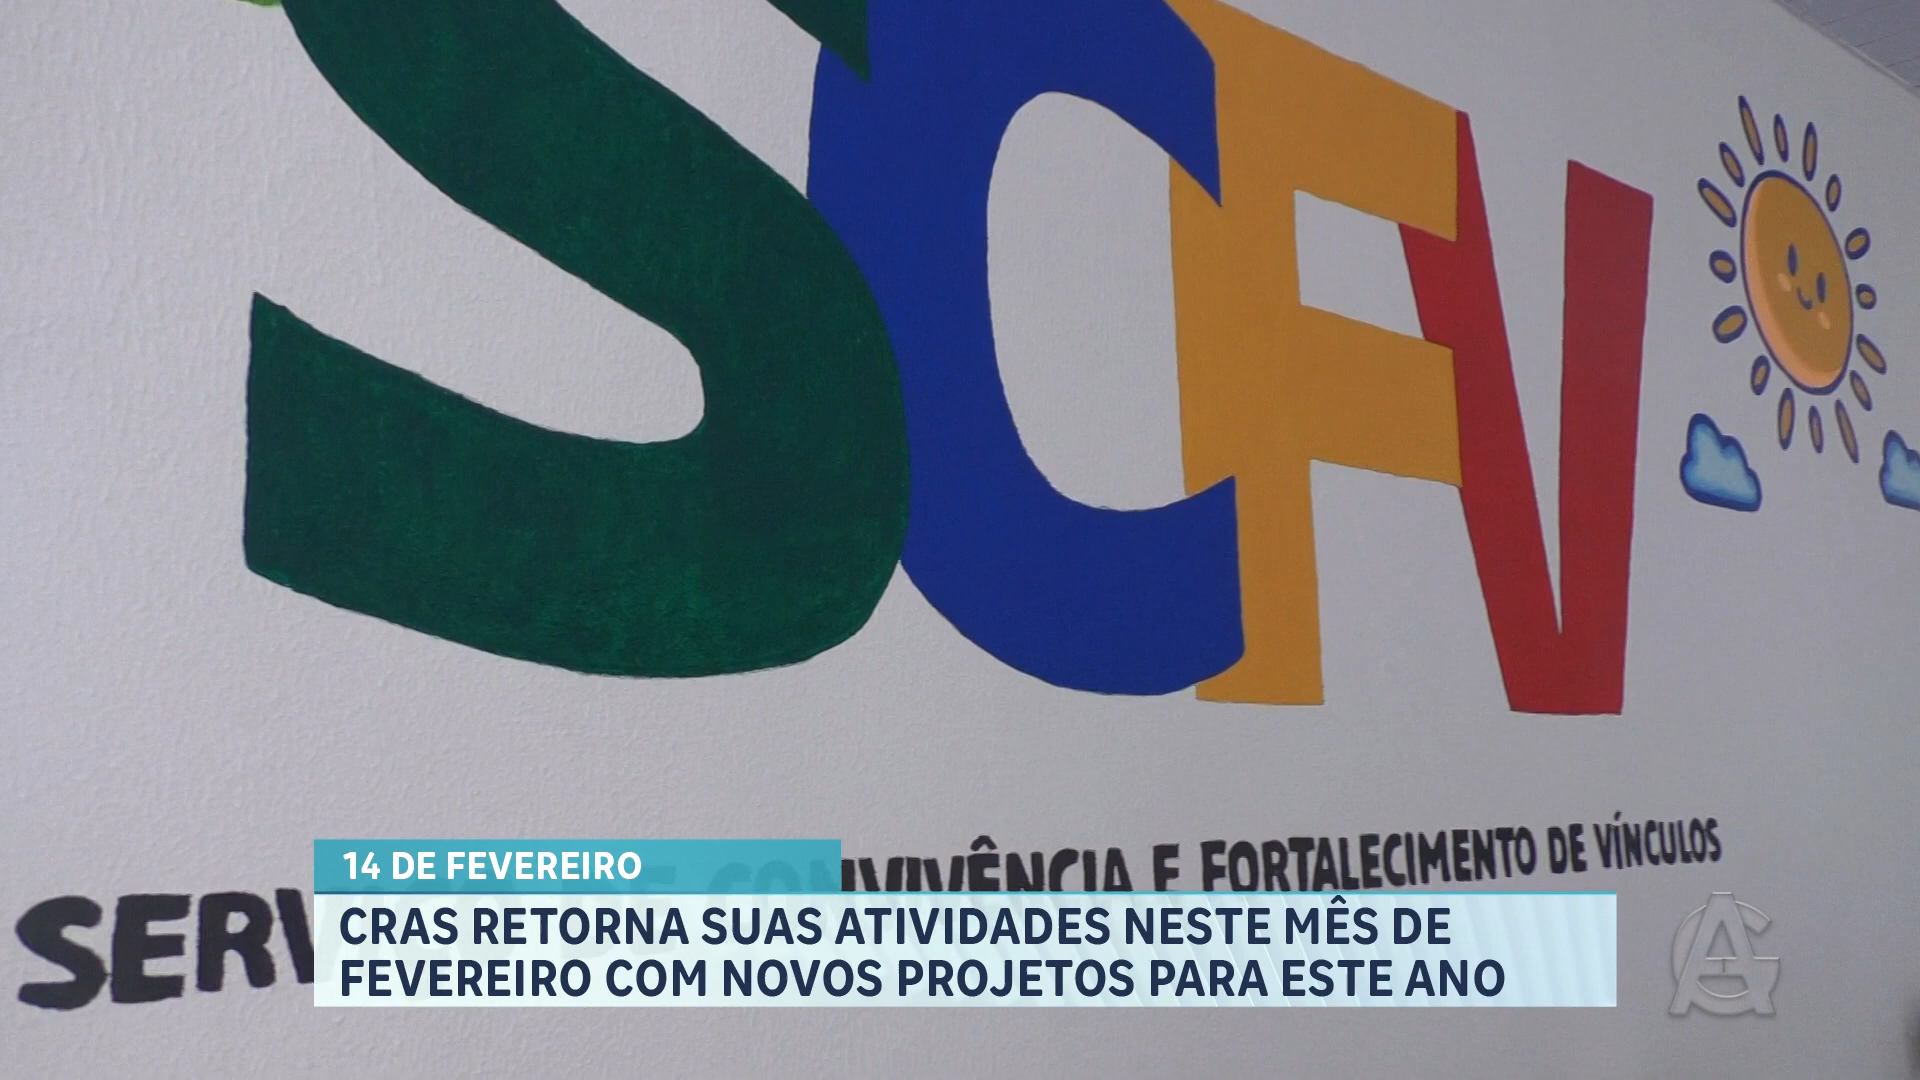 SCFV
CONVIVÊNCIA E FORTALECIMENTO DE VÍNCULOS
14 DE FEVEREIRO
CRAS RETORNA SUAS ATIVIDADES NESTE MÊS DE
FEVEREIRO COM NOVOS PROJETOS PARA ESTE ANO